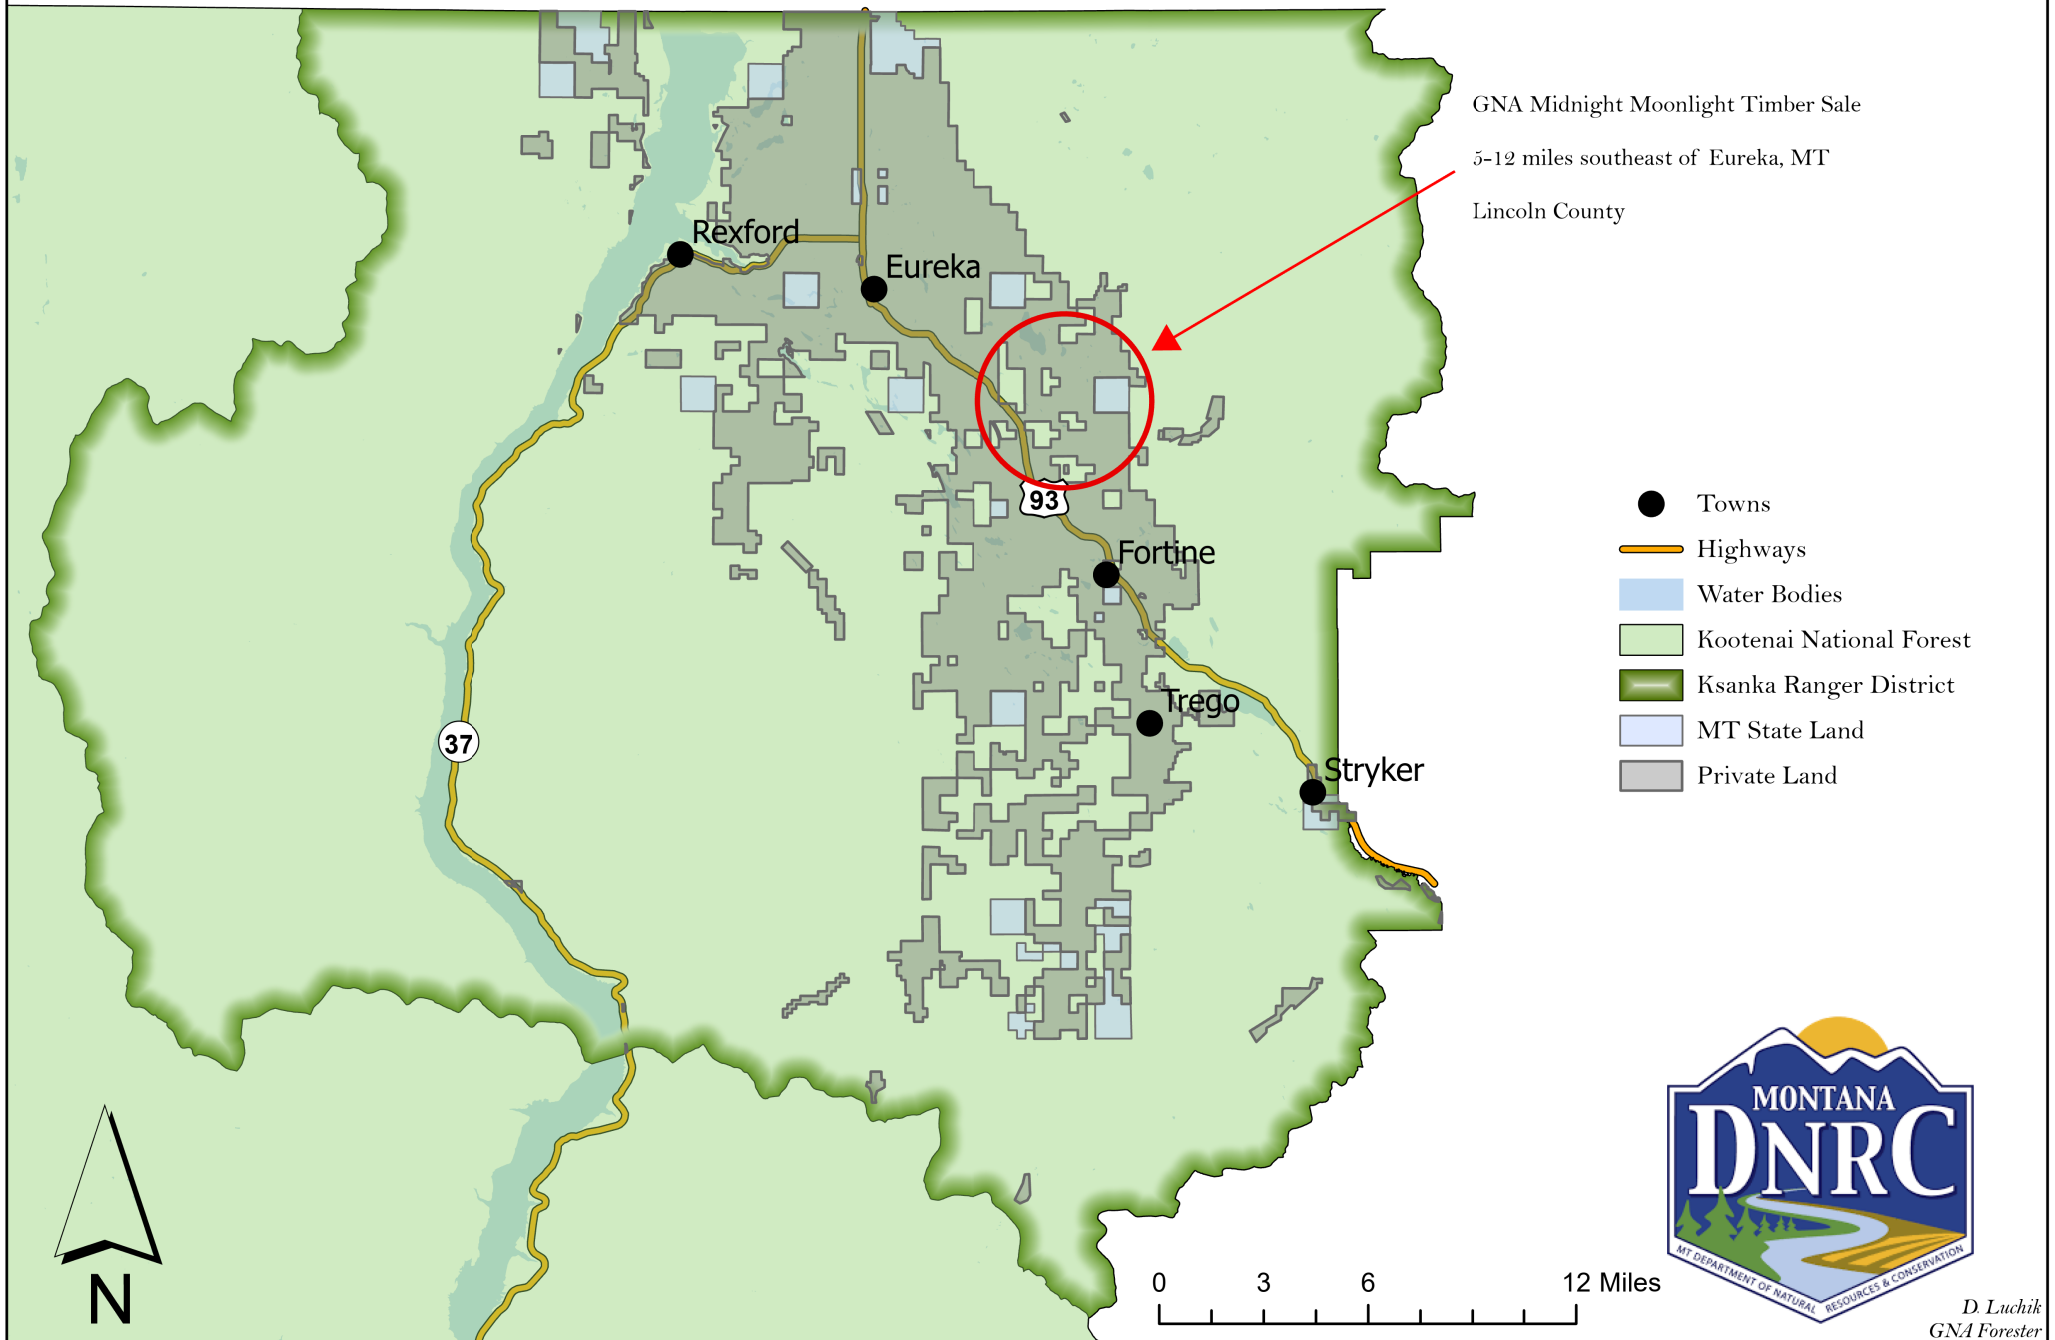 GNA Midnight Moonlight Timber Sale
5-12 miles southeast of Eureka, MT
Lincoln County
Rexford
Eureka
93
Fortine
Trego
Stryker
37
Towns
Highways
Water Bodies
Kootenai National Forest
Ksanka Ranger District
MT State Land
Private Land
N
0 3 6 12 Miles
MONTANA
DNRC
MT DEPARTMENT OF NATURAL RESOURCES & CONSERVATION
D. Luchik
GNA Forester